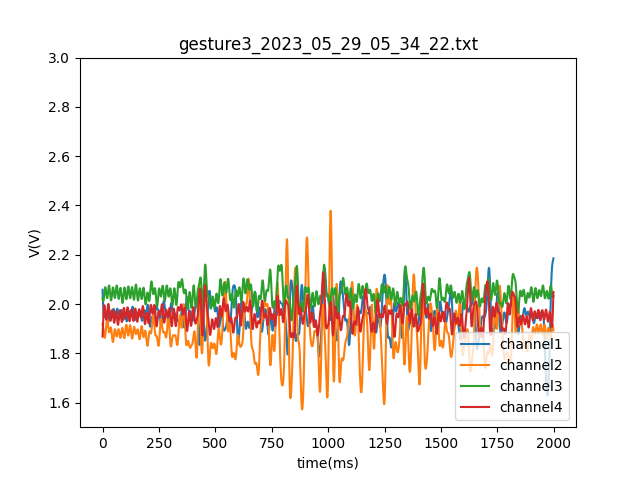 gesture3_2023_05_29_05_34_22.txt
3.0
2.8
2.6
2.4
2.2
2.0
1.8
1.6
V(V)
channel1
channel2
channel3
channel4
0 250 500 750 1000 1250 1500 1750 2000
time(ms)